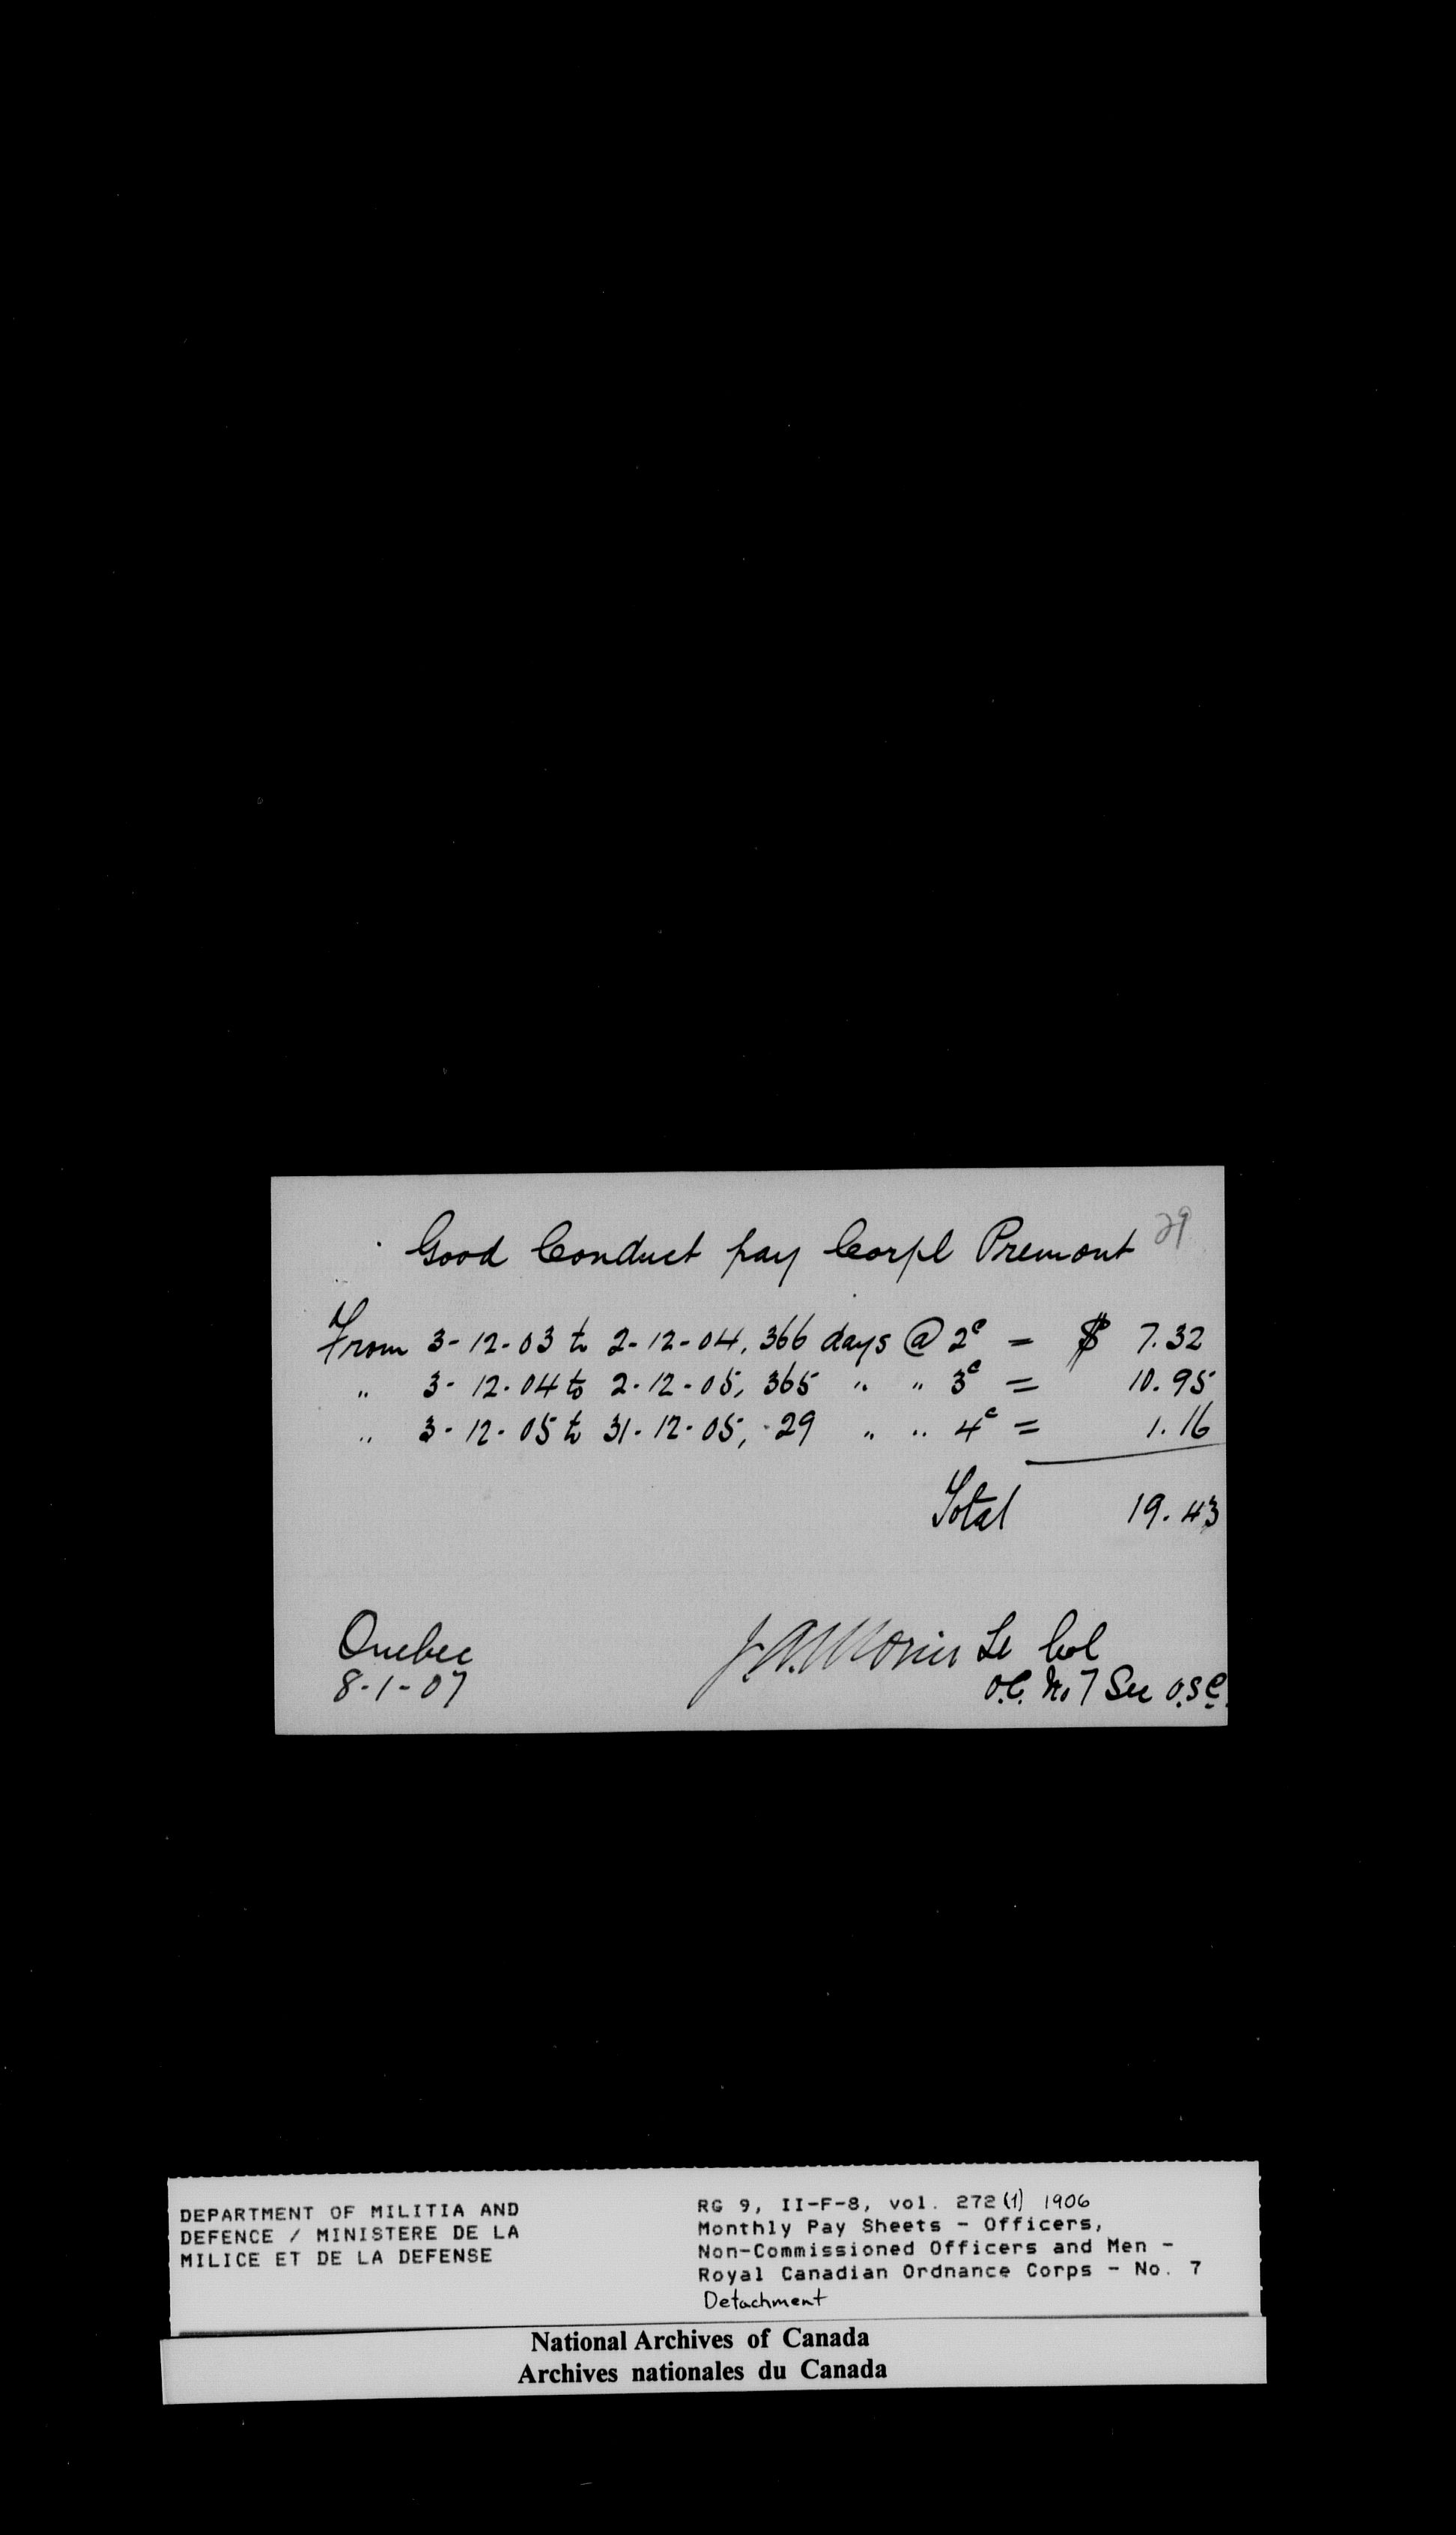 Good Conduct pay Corpl Premont 29
From 3-12-03 to 2-12-04, 366 days @ 2c = $ 7.32
" 3-12-04 to 2-12-05, 365 " " 3c = 10.95
" 3-12-05 to 31-12-05, 29 " " 4c = 1.16
Total 19.43
Quebec J. A. Morin Lt Col
8-1-07 O.C. No 7 Sec O.S.C.
DEPARTMENT OF MILITIA AND
DEFENCE / MINISTERE DE LA
MILICE ET DE LA DEFENSE
RG 9, II-F-8, vol. 272 (1) 1906
Monthly Pay Sheets - Officers,
Non-Commissioned Officers and Men -
Royal Canadian Ordnance Corps - No. 7
Detachment
National Archives of Canada
Archives nationales du Canada